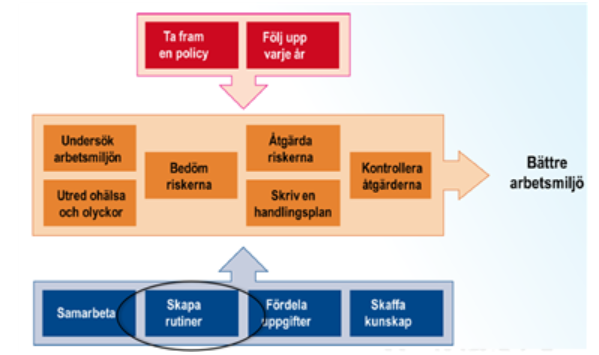 Ta fram
en policy
Följ upp
varje år
Undersök
arbetsmiljön
Utred ohälsa
och olyckor
Bedöm
riskerna
Åtgärda
riskerna
Skriv en
handlingsplan
Kontrollera
åtgärderna
Bättre
arbetsmiljö
Samarbeta
Skapa
rutiner
Fördela
uppgifter
Skaffa
kunskap